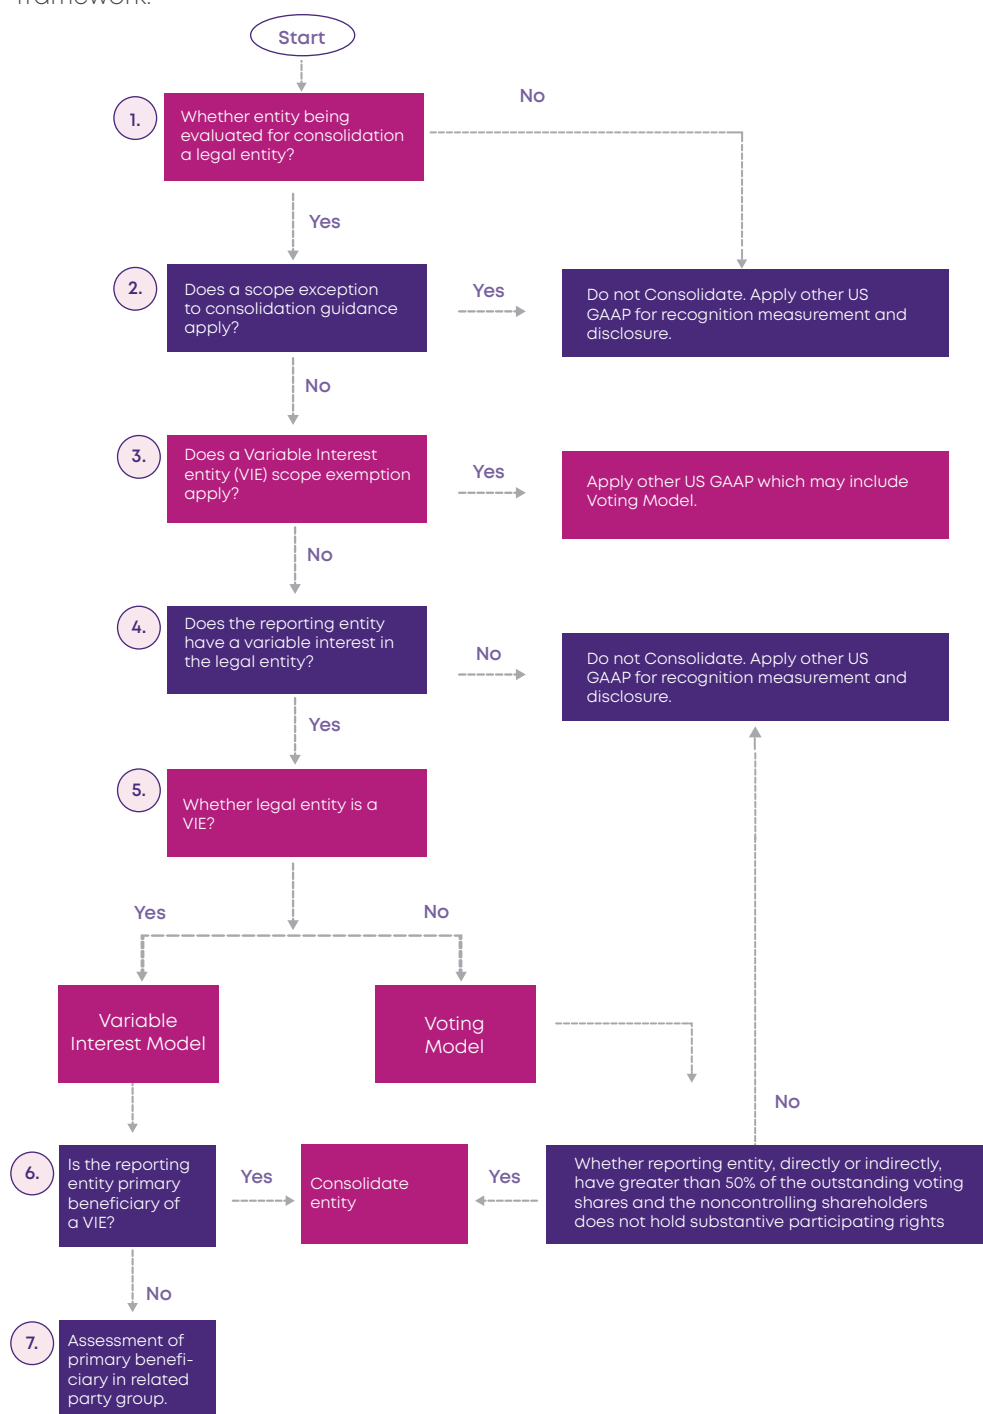 framework.
Start
No
1.
Whether entity being
evaluated for consolidation
a legal entity?
Yes
2.
Does a scope exception
to consolidation guidance
apply?
Yes
Do not Consolidate. Apply other US
GAAP for recognition measurement and
disclosure.
No
3.
Does a Variable Interest
entity (VIE) scope exemption
apply?
Yes
Apply other US GAAP which may include
Voting Model.
No
4.
Does the reporting entity
have a variable interest in
the legal entity?
No
Do not Consolidate. Apply other US
GAAP for recognition measurement and
disclosure.
Yes
5.
Whether legal entity is a
VIE?
Yes
No
Variable
Interest Model
Voting
Model
No
6.
Is the reporting
entity primary
beneficiary of
a VIE?
Yes
Consolidate
entity
Yes
Whether reporting entity, directly or indirectly,
have greater than 50% of the outstanding voting
shares and the noncontrolling shareholders
does not hold substantive participating rights
No
7.
Assessment of
primary benefi-
ciary in related
party group.